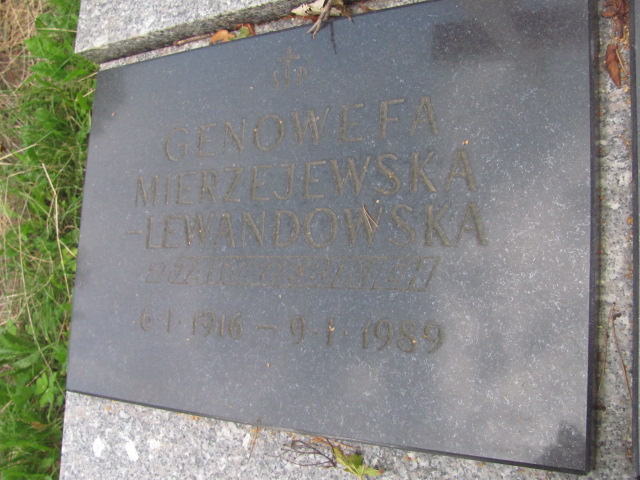 GENOWEFA
MIERZEJEWSKA
-LEWANDOWSKA
6·I·1916 – 9·I·1989